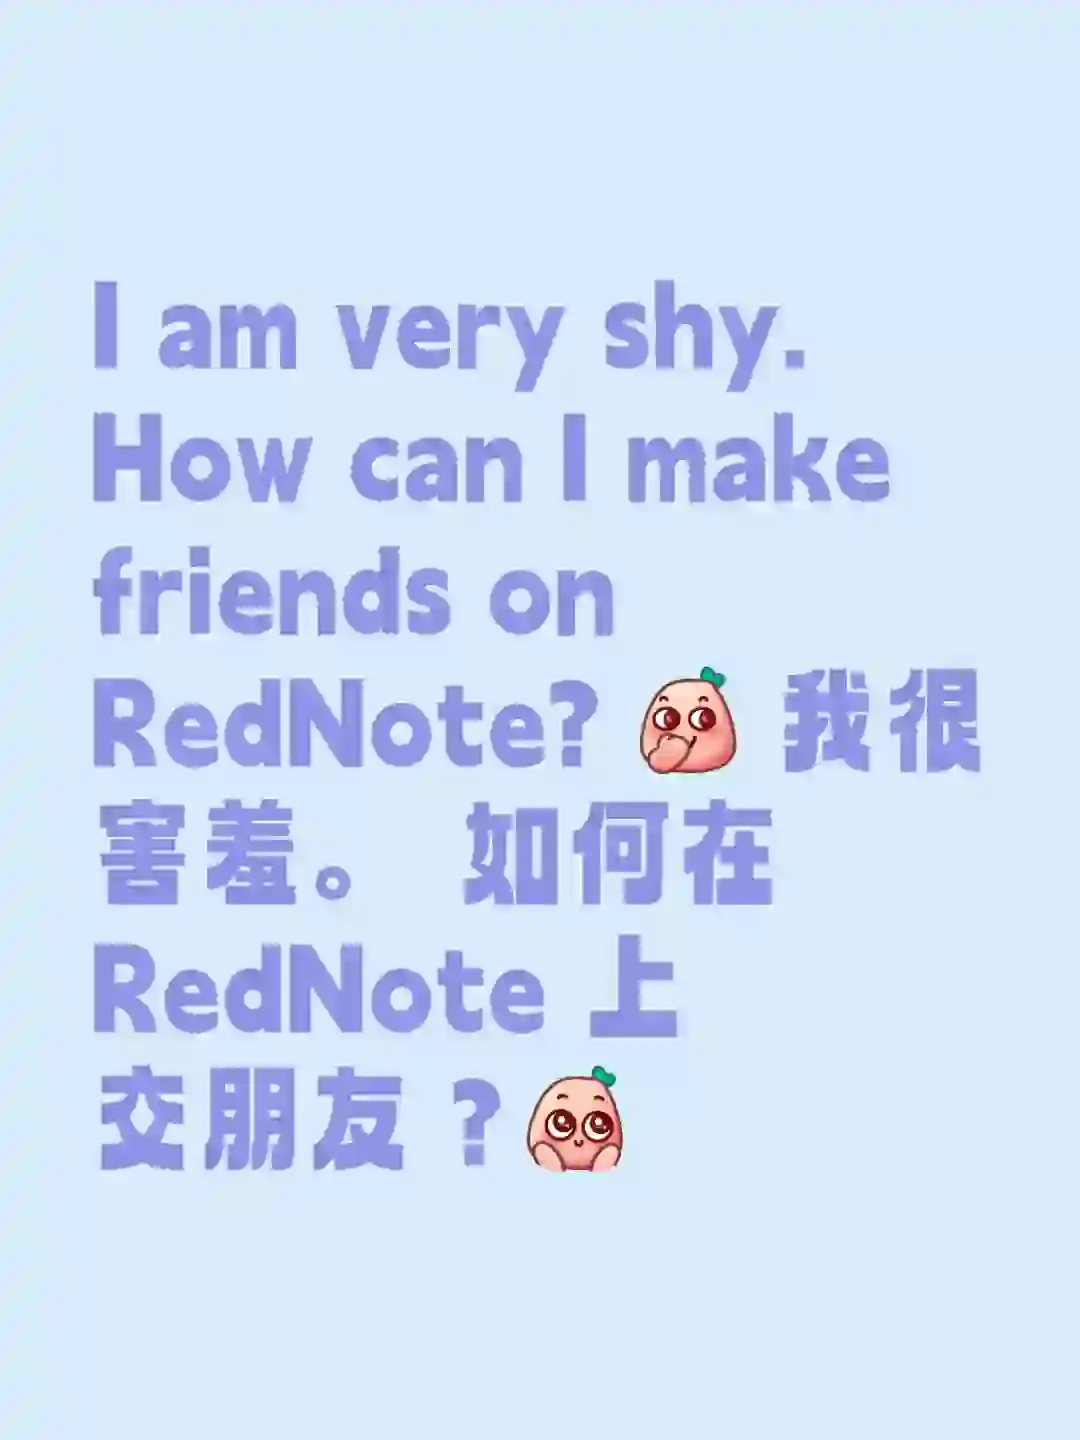 I am very shy.
How can I make
friends on
RedNote? 我很
害羞。 如何在
RedNote 上
交朋友 ?